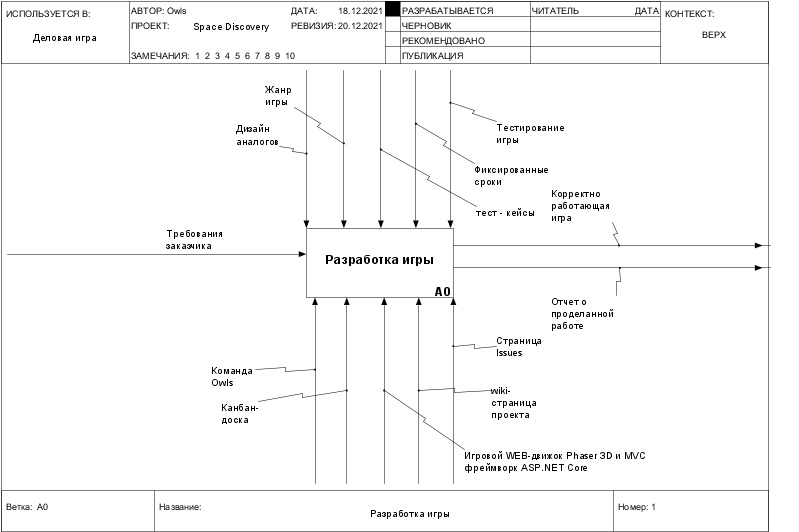 ИСПОЛЬЗУЕТСЯ В:
Деловая игра
АВТОР: Owls
ДАТА: 18.12.2021
ПРОЕКТ: Space Discovery
РЕВИЗИЯ: 20.12.2021
ЗАМЕЧАНИЯ: 1 2 3 4 5 6 7 8 9 10
РАЗРАБАТЫВАЕТСЯ
ЧЕРНОВИК
РЕКОМЕНДОВАНО
ПУБЛИКАЦИЯ
ЧИТАТЕЛЬ ДАТА
КОНТЕКСТ:
ВЕРХ
Жанр
игры
Дизайн
аналогов
Тестирование
игры
Фиксированные
сроки
тест - кейсы
Корректно
работающая
игра
Требования
заказчика
Разработка игры
A0
Отчет о
проделанной
работе
Страница
Issues
Команда
Owls
Канбан-
доска
wiki-
страница
проекта
Игровой WEB-движок Phaser 3D и MVC
фреймворк ASP.NET Core
Ветка: A0
Название:
Разработка игры
Номер: 1